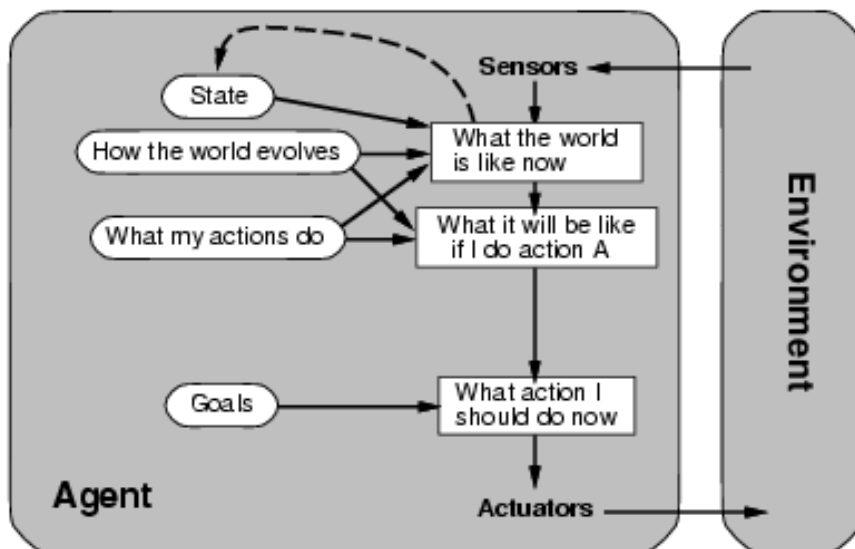 Sensors
State
What the world
is like now
How the world evolves
What it will be like
if I do action A
What my actions do
Environment
What action I
should do now
Goals
Agent
Actuators